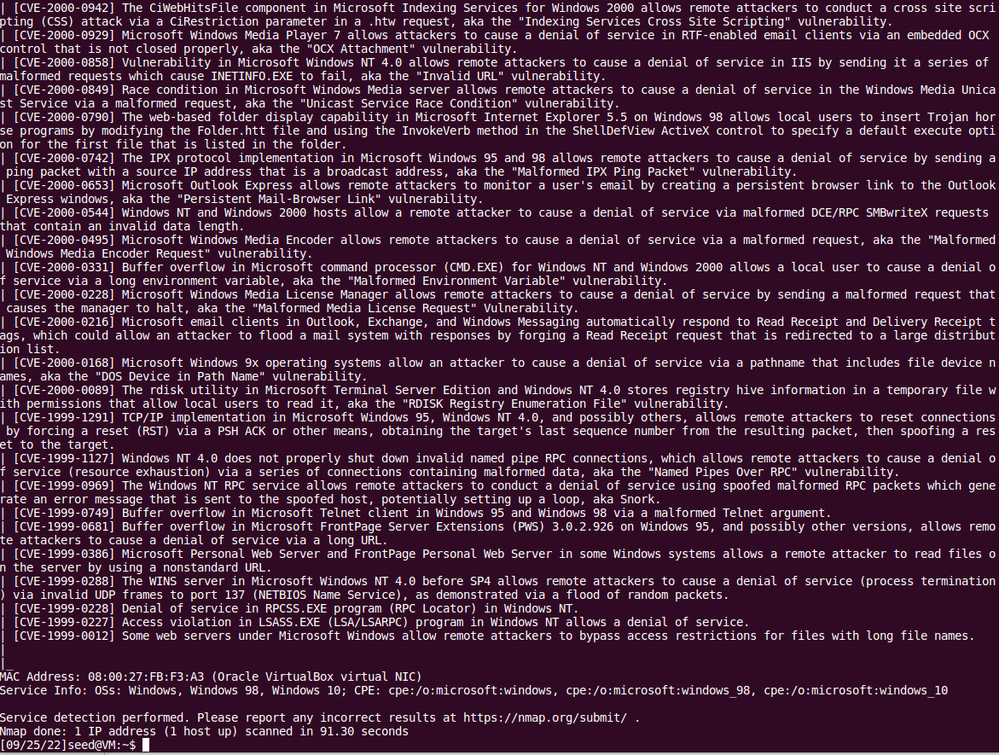 | [CVE-2000-0942] The CiWebHitsFile component in Microsoft Indexing Services for Windows 2000 allows remote attackers to conduct a cross site scri
pting (CSS) attack via a CiRestriction parameter in a .htw request, aka the "Indexing Services Cross Site Scripting" vulnerability.
| [CVE-2000-0929] Microsoft Windows Media Player 7 allows attackers to cause a denial of service in RTF-enabled email clients via an embedded OCX
control that is not closed properly, aka the "OCX Attachment" vulnerability.
| [CVE-2000-0858] Vulnerability in Microsoft Windows NT 4.0 allows remote attackers to cause a denial of service in IIS by sending it a series of
malformed requests which cause INETINFO.EXE to fail, aka the "Invalid URL" vulnerability.
| [CVE-2000-0849] Race condition in Microsoft Windows Media server allows remote attackers to cause a denial of service in the Windows Media Unica
st Service via a malformed request, aka the "Unicast Service Race Condition" vulnerability.
| [CVE-2000-0790] The web-based folder display capability in Microsoft Internet Explorer 5.5 on Windows 98 allows local users to insert Trojan hor
se programs by modifying the Folder.htt file and using the InvokeVerb method in the ShellDefView ActiveX control to specify a default execute opti
on for the first file that is listed in the folder.
| [CVE-2000-0742] The IPX protocol implementation in Microsoft Windows 95 and 98 allows remote attackers to cause a denial of service by sending a
 ping packet with a source IP address that is a broadcast address, aka the "Malformed IPX Ping Packet" vulnerability.
| [CVE-2000-0653] Microsoft Outlook Express allows remote attackers to monitor a user's email by creating a persistent browser link to the Outlook
 Express windows, aka the "Persistent Mail-Browser Link" vulnerability.
| [CVE-2000-0544] Windows NT and Windows 2000 hosts allow a remote attacker to cause a denial of service via malformed DCE/RPC SMBwriteX requests
that contain an invalid data length.
| [CVE-2000-0495] Microsoft Windows Media Encoder allows remote attackers to cause a denial of service via a malformed request, aka the "Malformed
 Windows Media Encoder Request" vulnerability.
| [CVE-2000-0331] Buffer overflow in Microsoft command processor (CMD.EXE) for Windows NT and Windows 2000 allows a local user to cause a denial o
f service via a long environment variable, aka the "Malformed Environment Variable" vulnerability.
| [CVE-2000-0228] Microsoft Windows Media License Manager allows remote attackers to cause a denial of service by sending a malformed request that
 causes the manager to halt, aka the "Malformed Media License Request" Vulnerability.
| [CVE-2000-0216] Microsoft email clients in Outlook, Exchange, and Windows Messaging automatically respond to Read Receipt and Delivery Receipt t
ags, which could allow an attacker to flood a mail system with responses by forging a Read Receipt request that is redirected to a large distribut
ion list.
| [CVE-2000-0168] Microsoft Windows 9x operating systems allow an attacker to cause a denial of service via a pathname that includes file device n
ames, aka the "DOS Device in Path Name" vulnerability.
| [CVE-2000-0089] The rdisk utility in Microsoft Terminal Server Edition and Windows NT 4.0 stores registry hive information in a temporary file w
ith permissions that allow local users to read it, aka the "RDISK Registry Enumeration File" vulnerability.
| [CVE-1999-1291] TCP/IP implementation in Microsoft Windows 95, Windows NT 4.0, and possibly others, allows remote attackers to reset connections
 by forcing a reset (RST) via a PSH ACK or other means, obtaining the target's last sequence number from the resulting packet, then spoofing a res
et to the target.
| [CVE-1999-1127] Windows NT 4.0 does not properly shut down invalid named pipe RPC connections, which allows remote attackers to cause a denial o
f service (resource exhaustion) via a series of connections containing malformed data, aka the "Named Pipes Over RPC" vulnerability.
| [CVE-1999-0969] The Windows NT RPC service allows remote attackers to conduct a denial of service using spoofed malformed RPC packets which gene
rate an error message that is sent to the spoofed host, potentially setting up a loop, aka Snork.
| [CVE-1999-0749] Buffer overflow in Microsoft Telnet client in Windows 95 and Windows 98 via a malformed Telnet argument.
| [CVE-1999-0681] Buffer overflow in Microsoft FrontPage Server Extensions (PWS) 3.0.2.926 on Windows 95, and possibly other versions, allows remo
te attackers to cause a denial of service via a long URL.
| [CVE-1999-0386] Microsoft Personal Web Server and FrontPage Personal Web Server in some Windows systems allows a remote attacker to read files o
n the server by using a nonstandard URL.
| [CVE-1999-0288] The WINS server in Microsoft Windows NT 4.0 before SP4 allows remote attackers to cause a denial of service (process termination
) via invalid UDP frames to port 137 (NETBIOS Name Service), as demonstrated via a flood of random packets.
| [CVE-1999-0228] Denial of service in RPCSS.EXE program (RPC Locator) in Windows NT.
| [CVE-1999-0227] Access violation in LSASS.EXE (LSA/LSARPC) program in Windows NT allows a denial of service.
| [CVE-1999-0012] Some web servers under Microsoft Windows allow remote attackers to bypass access restrictions for files with long file names.
|
|_
MAC Address: 08:00:27:FB:F3:A3 (Oracle VirtualBox virtual NIC)
Service Info: OSs: Windows, Windows 98, Windows 10; CPE: cpe:/o:microsoft:windows, cpe:/o:microsoft:windows_98, cpe:/o:microsoft:windows_10

Service detection performed. Please report any incorrect results at https://nmap.org/submit/ .
Nmap done: 1 IP address (1 host up) scanned in 91.30 seconds
[09/25/22]seed@VM:~$